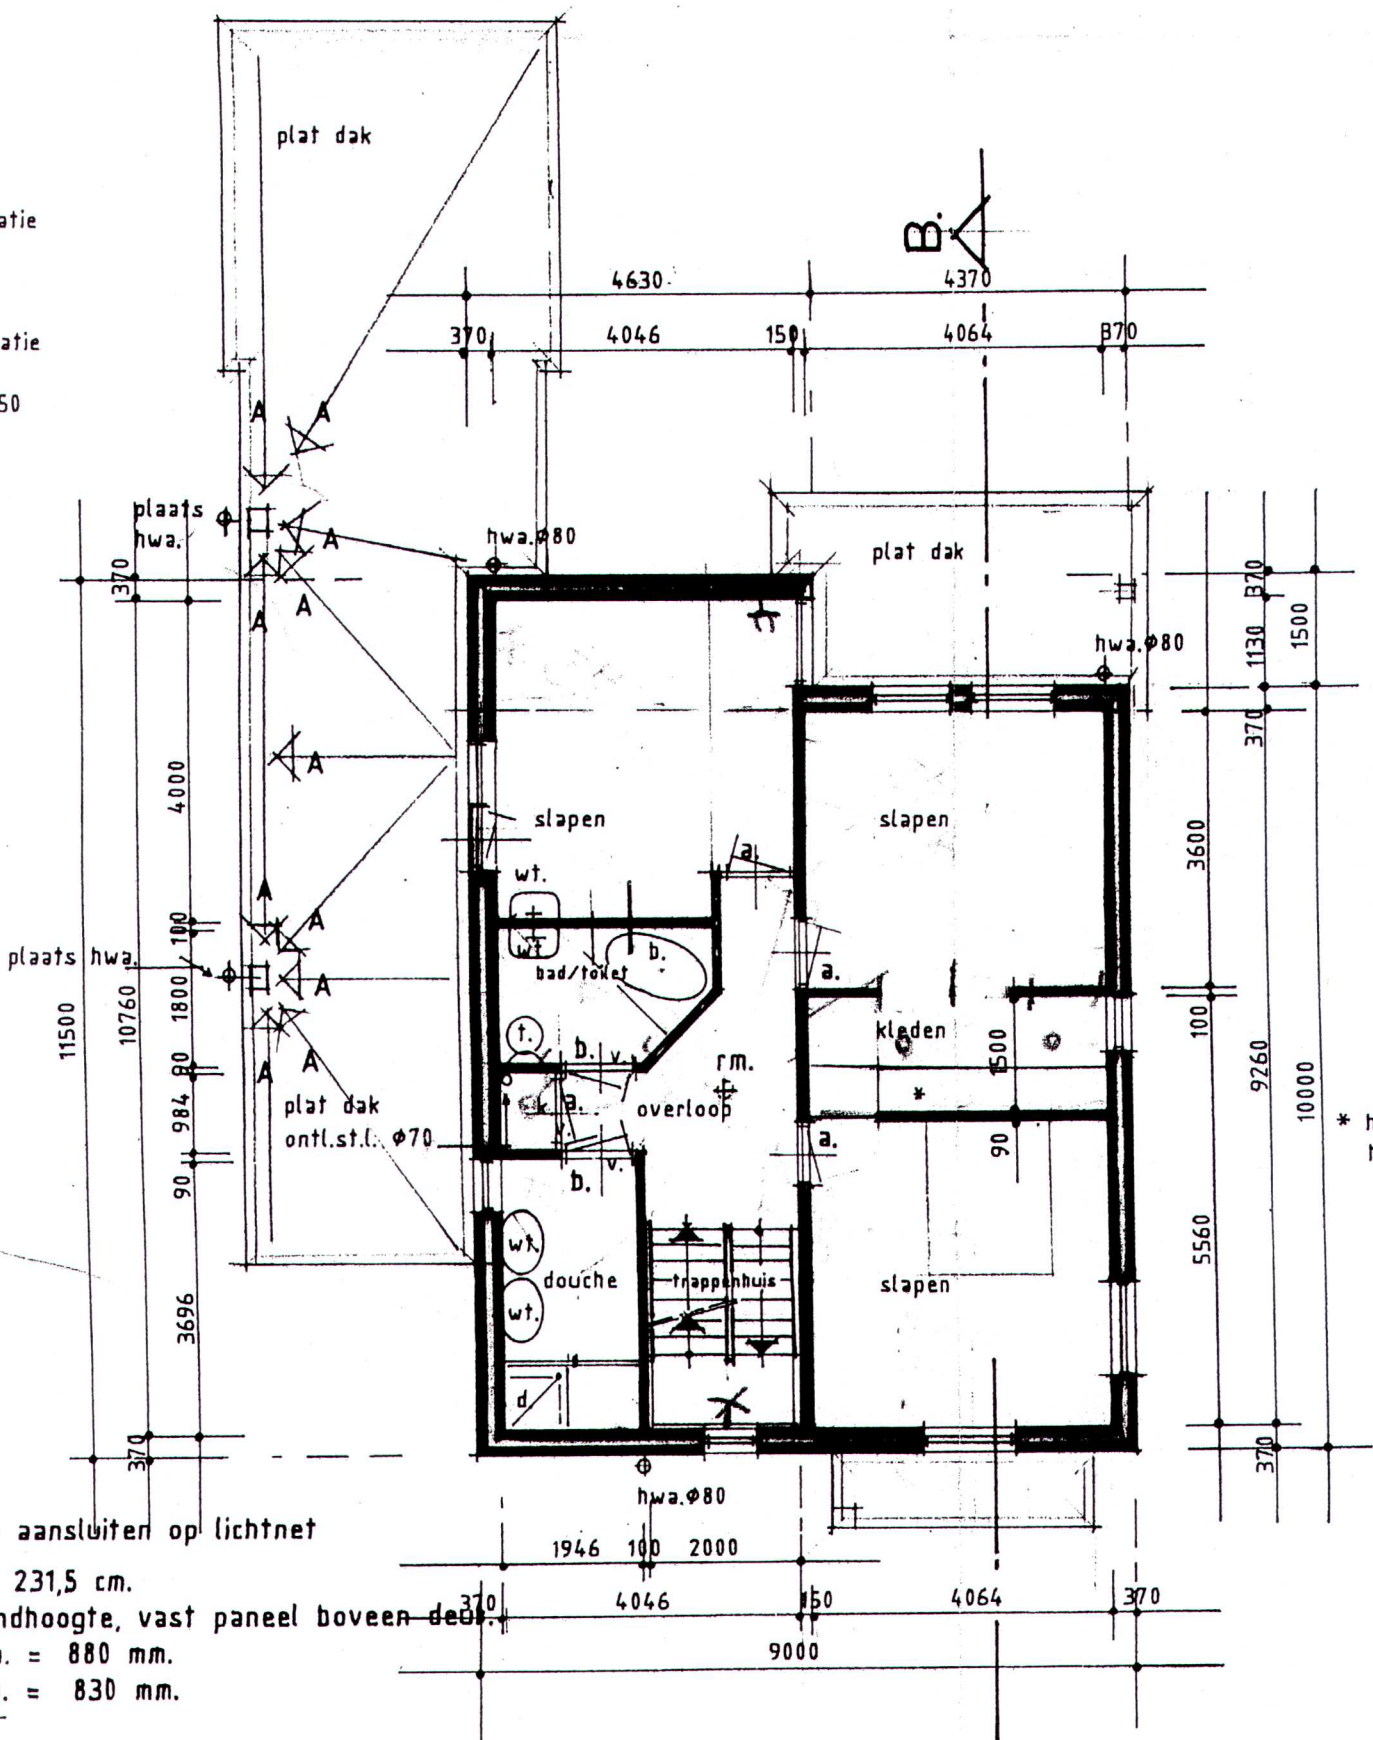 plat dak
atie
B.
4630
4370
atie
370
4046
150
4064
370
50
A
A
plaats
hwa.
A
hwa.ø80
plat dak
370
A
A
hwa.ø80
370
1130
1500
370
A
4000
slapen
slapen
3600
a.
wt.
A
A
100
wt.
b.
bad/toilet
a.
plaats hwa.
A
1800
10760
11500
kleden
1500
100
t.
b.
v.
rm.
A
A
90
9260
10000
plat dak
ontl.st.l. ø70
984
k
a.
overloop
*
* h
90
v.
b.
a.
90
wt.
douche
trappenhuis
slapen
5560
wt.
3696
d.
370
370
hwa.ø80
aansluiten op lichtnet
1946
100
2000
231,5 cm.
370
4046
150
4064
370
ndhoogte, vast paneel boveen deur.
9000
. = 880 mm.
. = 830 mm.